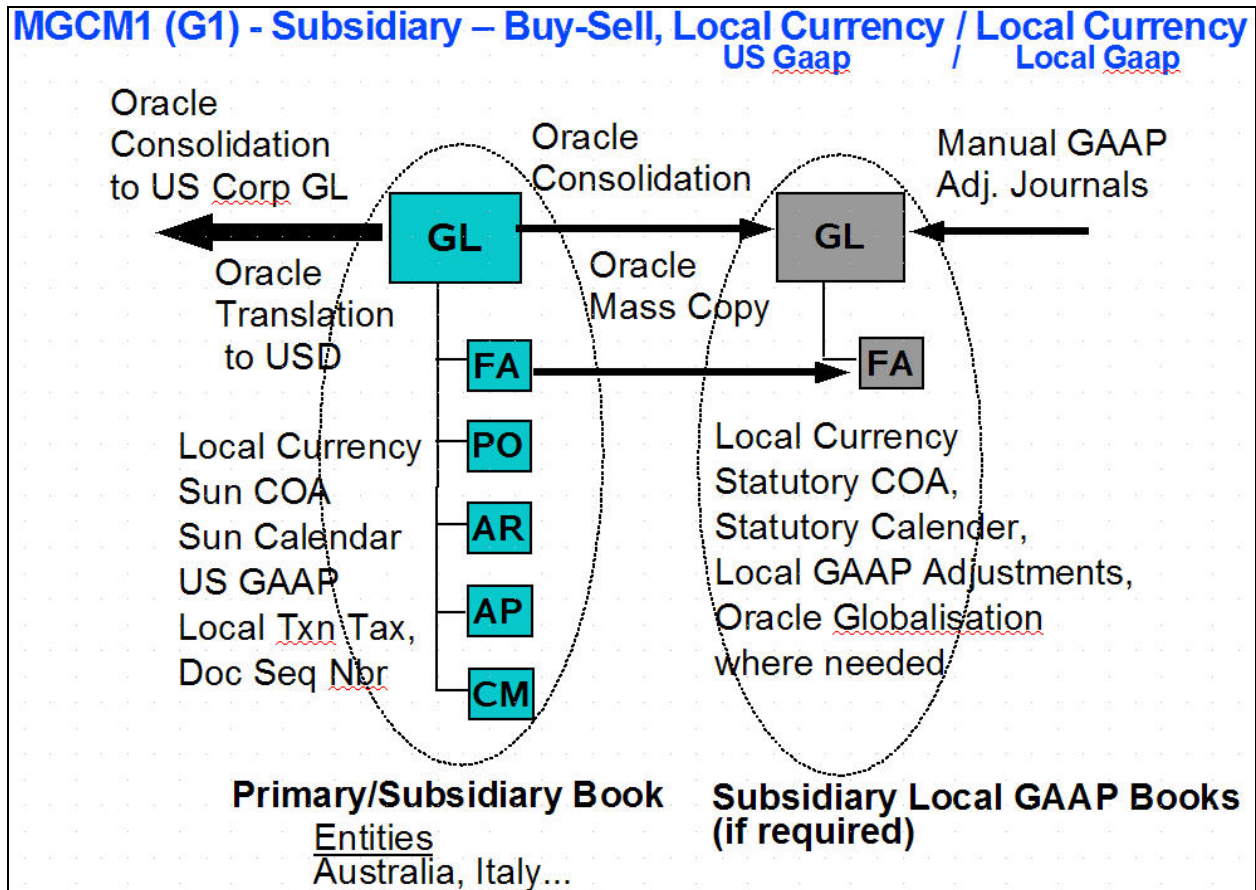 MGCM1 (G1) - Subsidiary – Buy-Sell, Local Currency / Local Currency
US Gaap / Local Gaap
Oracle
Consolidation
to US Corp GL
Oracle
Consolidation
Manual GAAP
Adj. Journals
GL
GL
Oracle
Translation
to USD
Oracle
Mass Copy
FA
FA
PO
AR
AP
CM
Local Currency
Sun COA
Sun Calendar
US GAAP
Local Txn Tax,
Doc Seq Nbr
Local Currency
Statutory COA,
Statutory Calender,
Local GAAP Adjustments,
Oracle Globalisation
where needed
Primary/Subsidiary Book
Entities
Australia, Italy...
Subsidiary Local GAAP Books
(if required)